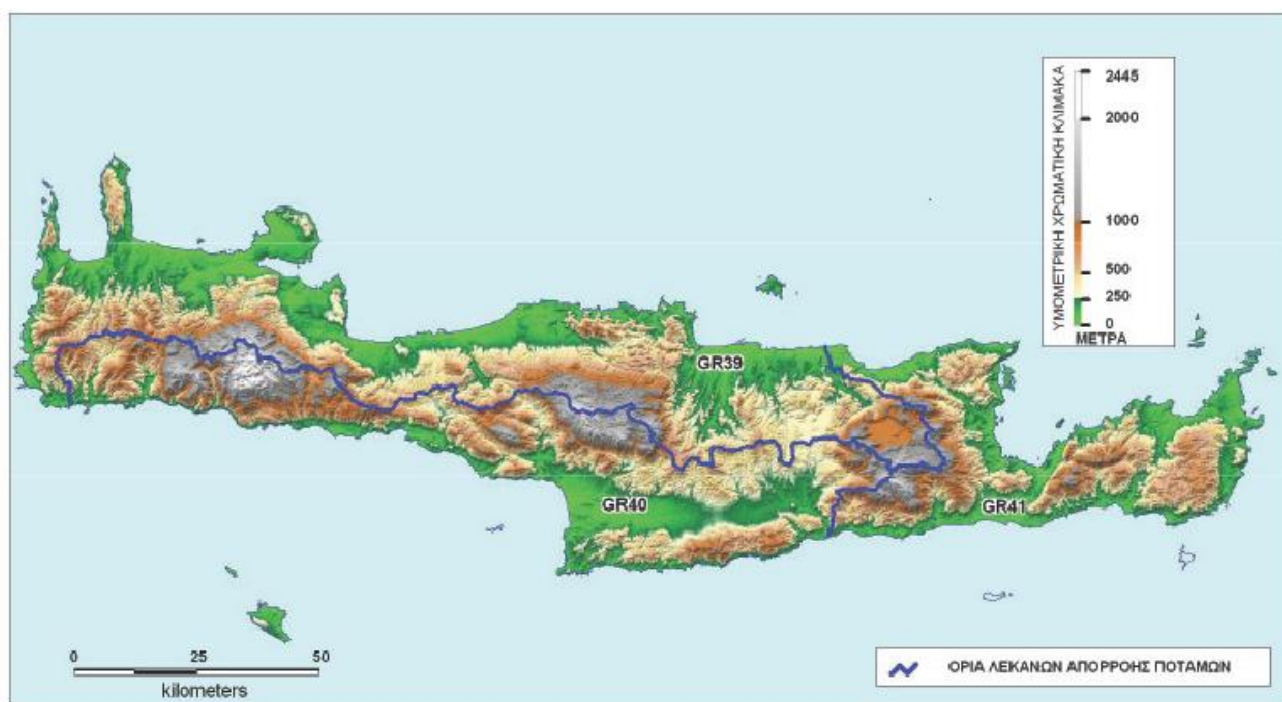 ΥΨΟΜΕΤΡΙΚΗ ΧΡΩΜΑΤΙΚΗ ΚΛΙΜΑΚΑ
2445
2000
1000
500
250
0
ΜΕΤΡΑ
GR39
GR40
GR41
0 25 50
kilometers
ΟΡΙΑ ΛΕΙΚΑΝΩΝ ΑΠΟΡΡΟΗΣ ΠΟΤΑΜΩΝ